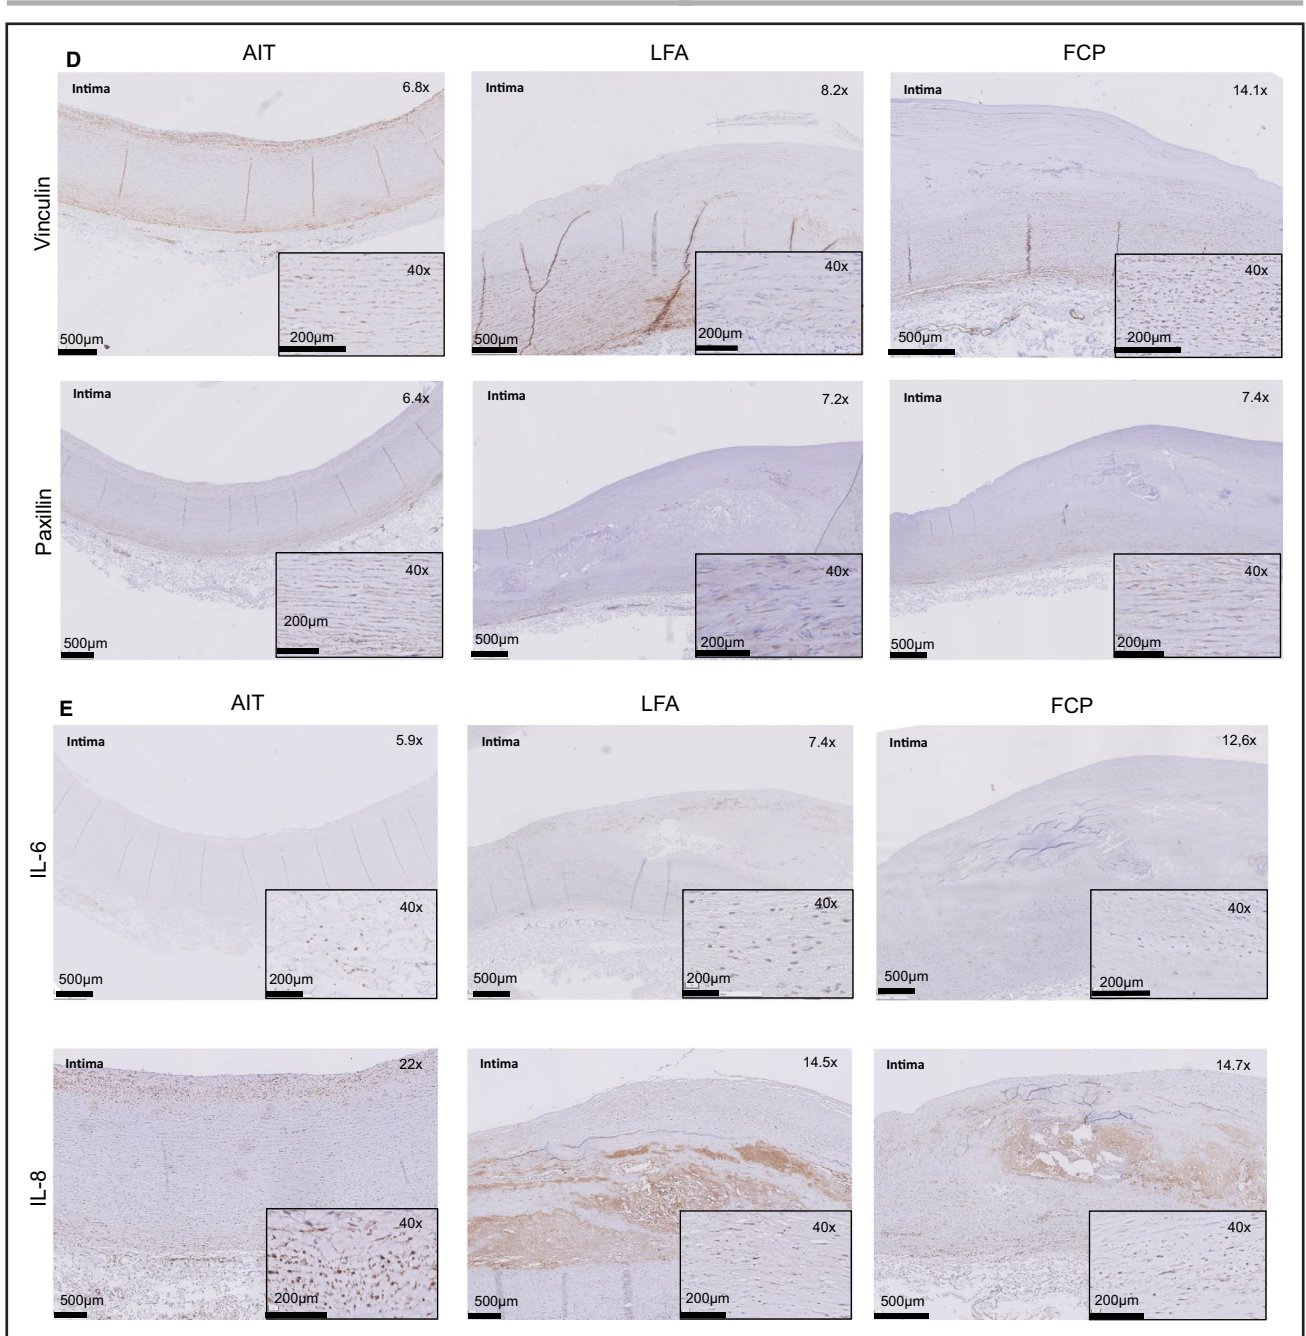 D
AIT LFA FCP
Vinculin
Intima 6.8x
40x
200µm
500µm
Intima 8.2x
40x
200µm
500µm
Intima 14.1x
40x
200µm
500µm
Paxillin
Intima 6.4x
40x
200µm
500µm
Intima 7.2x
40x
200µm
500µm
Intima 7.4x
40x
200µm
500µm
E
AIT LFA FCP
IL-6
Intima 5.9x
40x
500µm 200µm
Intima 7.4x
40x
500µm 200µm
Intima 12,6x
40x
500µm 200µm
IL-8
Intima 22x
40x
500µm 200µm
Intima 14.5x
40x
500µm 200µm
Intima 14.7x
40x
500µm 200µm